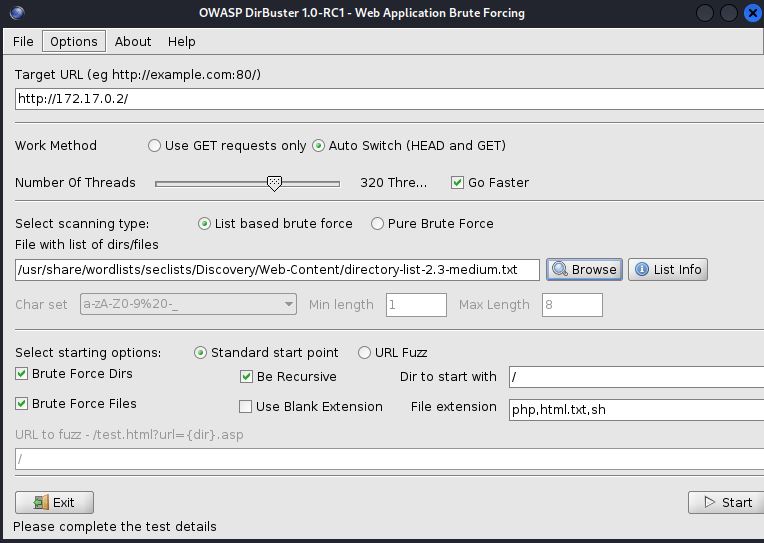 OWASP DirBuster 1.0-RC1 - Web Application Brute Forcing
File Options About Help
Target URL (eg http://example.com:80/)
http://172.17.0.2/
Work Method Use GET requests only Auto Switch (HEAD and GET)
Number Of Threads 320 Thre... Go Faster
Select scanning type: List based brute force Pure Brute Force
File with list of dirs/files
/usr/share/wordlists/seclists/Discovery/Web-Content/directory-list-2.3-medium.txt Browse List Info
Char set a-zA-Z0-9%20-_ Min length 1 Max Length 8
Select starting options: Standard start point URL Fuzz
Brute Force Dirs Be Recursive Dir to start with /
Brute Force Files Use Blank Extension File extension php,html.txt,sh
URL to fuzz - /test.html?url={dir}.asp
/
Exit Start
Please complete the test details